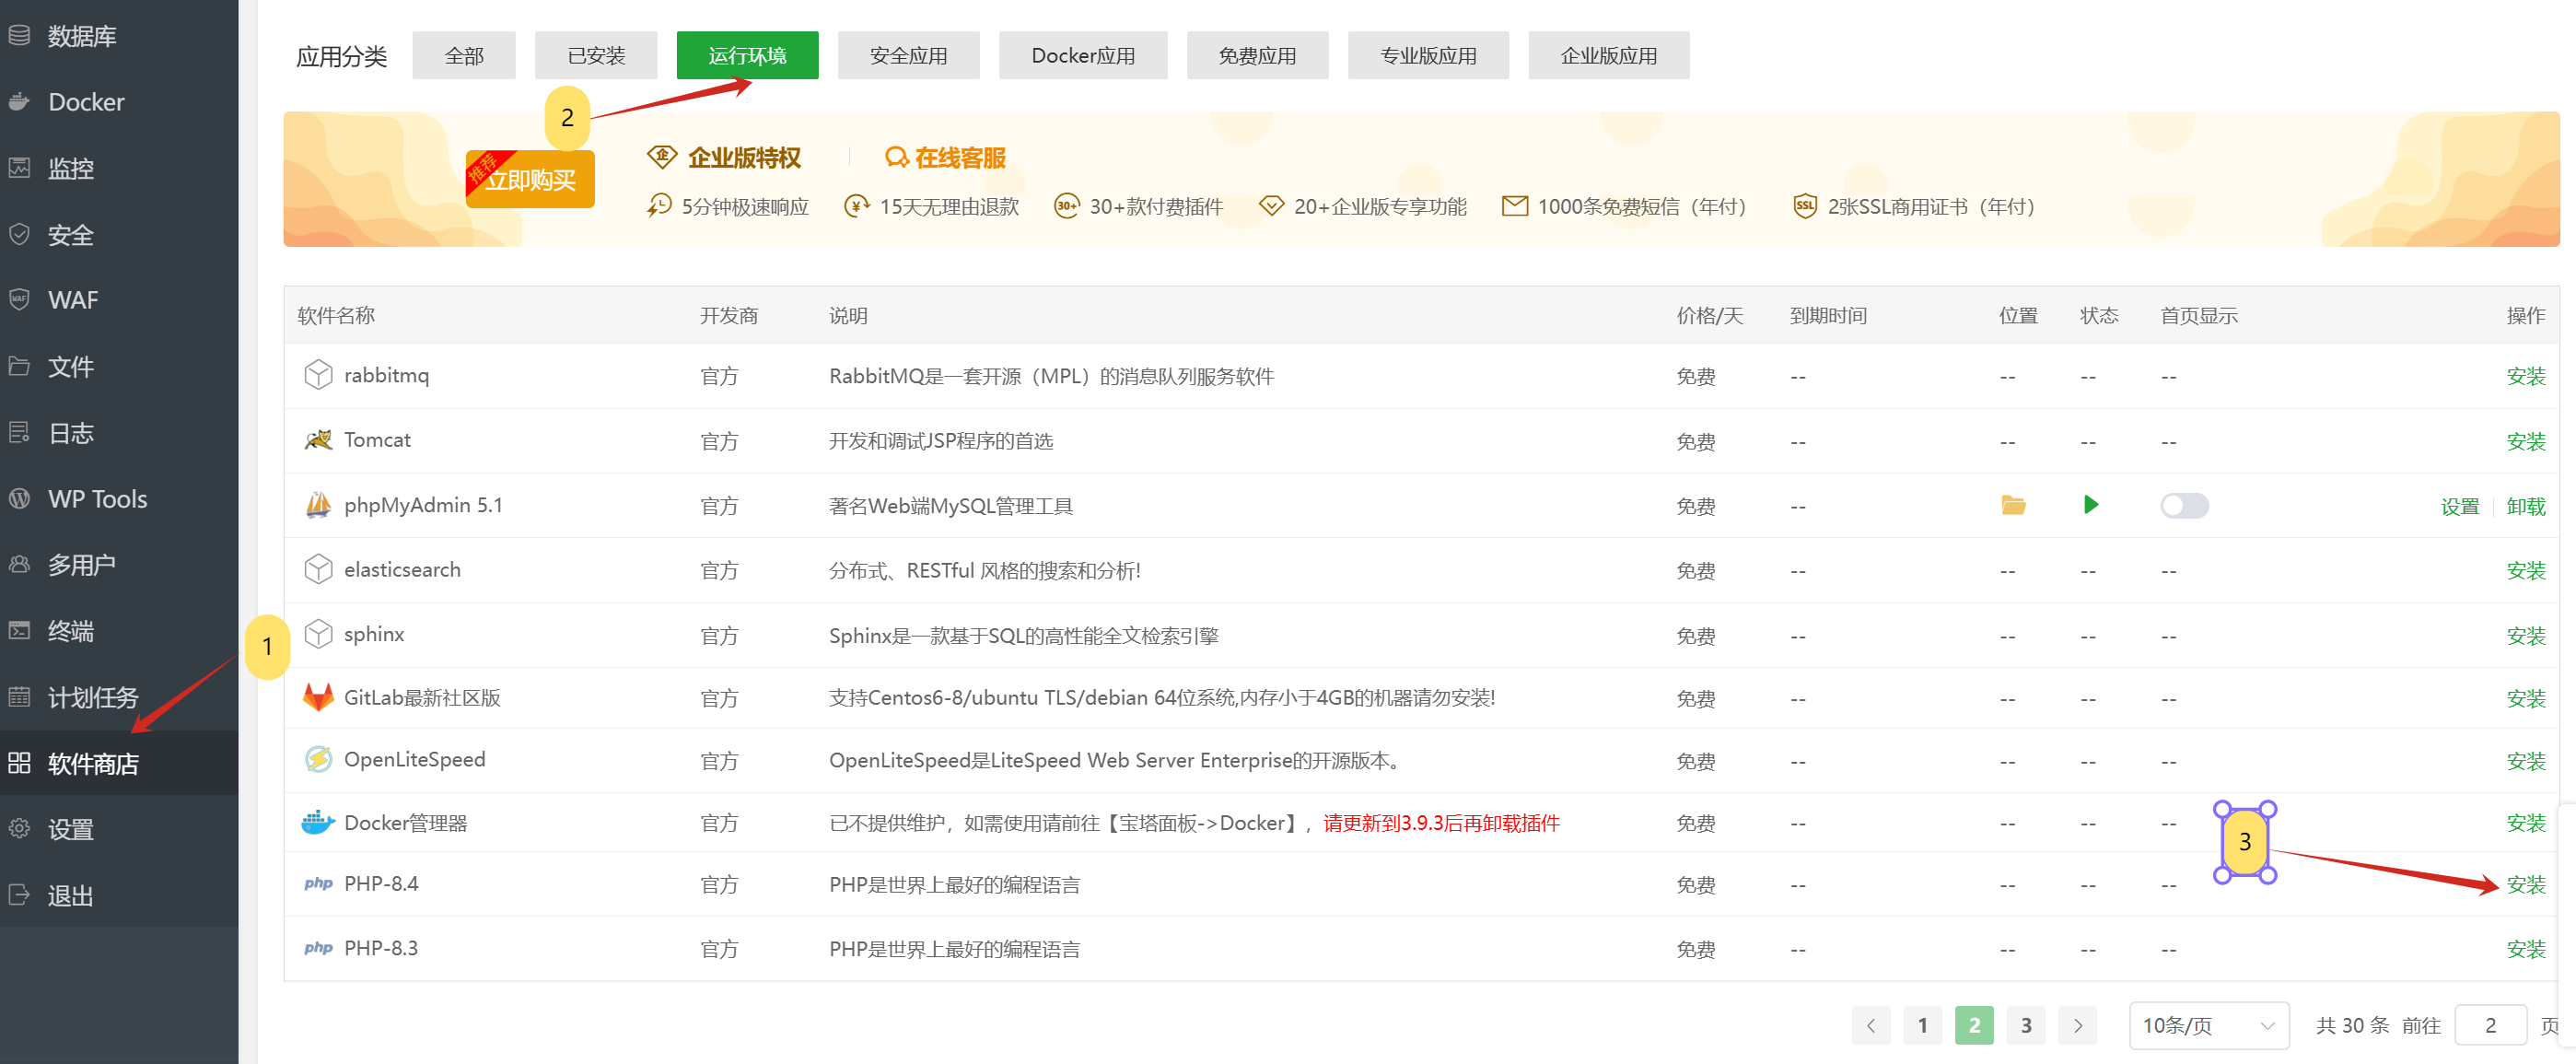 数据库
Docker
监控
安全
WAF
文件
日志
WP Tools
多用户
终端
计划任务
软件商店
设置
退出
1
应用分类 全部 已安装 运行环境 安全应用 Docker应用 免费应用 专业版应用 企业版应用
2
推荐
立即购买
企业版特权 在线客服
5分钟极速响应 15天无理由退款 30+ 30+款付费插件 20+企业版专享功能 1000条免费短信（年付） SSL 2张SSL商用证书（年付）
软件名称 开发商 说明 价格/天 到期时间 位置 状态 首页显示 操作
rabbitmq 官方 RabbitMQ是一套开源（MPL）的消息队列服务软件 免费 -- -- -- -- 安装
Tomcat 官方 开发和调试JSP程序的首选 免费 -- -- -- -- 安装
phpMyAdmin 5.1 官方 著名Web端MySQL管理工具 免费 -- 设置 卸载
elasticsearch 官方 分布式、RESTful 风格的搜索和分析! 免费 -- -- -- -- 安装
sphinx 官方 Sphinx是一款基于SQL的高性能全文检索引擎 免费 -- -- -- -- 安装
GitLab最新社区版 官方 支持Centos6-8/ubuntu TLS/debian 64位系统,内存小于4GB的机器请勿安装! 免费 -- -- -- -- 安装
OpenLiteSpeed 官方 OpenLiteSpeed是LiteSpeed Web Server Enterprise的开源版本。 免费 -- -- -- -- 安装
Docker管理器 官方 已不提供维护，如需使用请前往【宝塔面板->Docker】，请更新到3.9.3后再卸载插件 免费 -- -- -- -- 安装
3
php PHP-8.4 官方 PHP是世界上最好的编程语言 免费 -- -- -- -- 安装
php PHP-8.3 官方 PHP是世界上最好的编程语言 免费 -- -- -- -- 安装
1 2 3 10条/页 共 30 条 前往 2 页